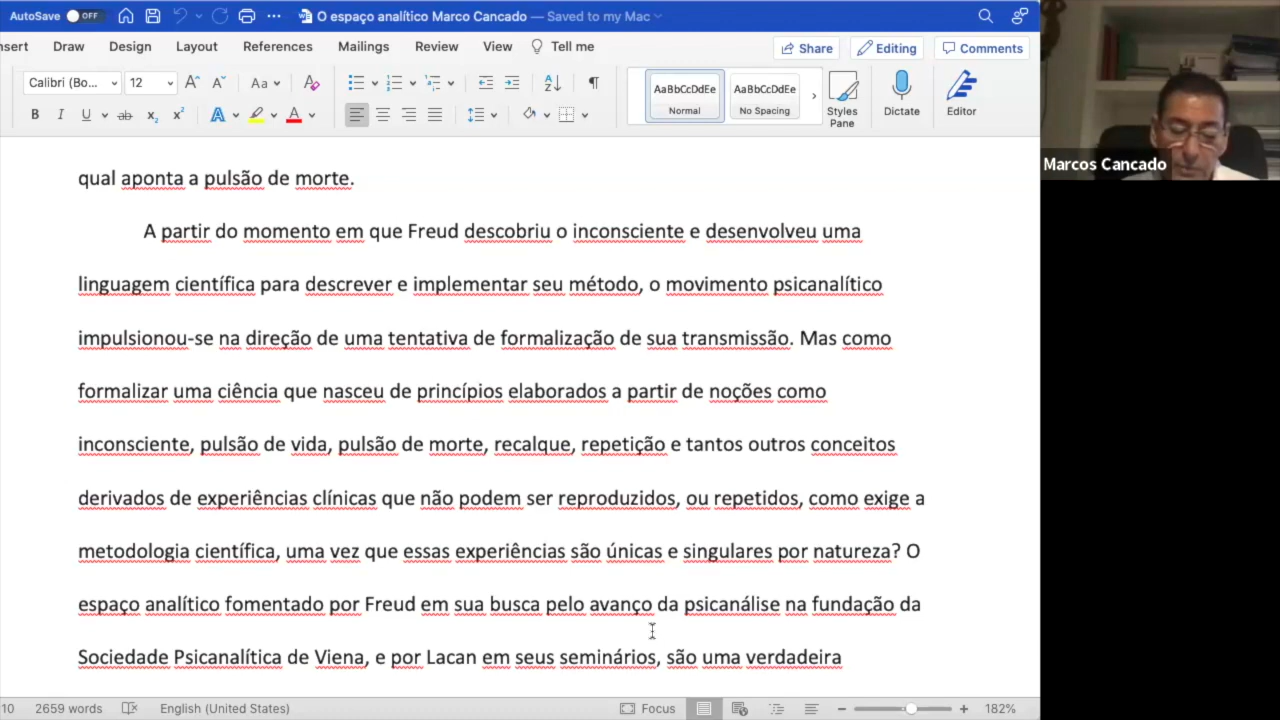 AutoSave OFF O espaço analítico Marco Cancado — Saved to my Mac
nsert Draw Design Layout References Mailings Review View Tell me Share Editing Comments
Calibri (Bo... 12 Aa AaBbCcDdEe AaBbCcDdEe
Normal No Spacing Styles Pane Dictate Editor
B I U ab x2 x2 A A
Marcos Cancado
qual aponta a pulsão de morte.
A partir do momento em que Freud descobriu o inconsciente e desenvolveu uma
linguagem científica para descrever e implementar seu método, o movimento psicanalítico
impulsionou-se na direção de uma tentativa de formalização de sua transmissão. Mas como
formalizar uma ciência que nasceu de princípios elaborados a partir de noções como
inconsciente, pulsão de vida, pulsão de morte, recalque, repetição e tantos outros conceitos
derivados de experiências clínicas que não podem ser reproduzidos, ou repetidos, como exige a
metodologia científica, uma vez que essas experiências são únicas e singulares por natureza? O
espaço analítico fomentado por Freud em sua busca pelo avanço da psicanálise na fundação da
Sociedade Psicanalítica de Viena, e por Lacan em seus seminários, são uma verdadeira
10 2659 words English (United States) Focus 182%